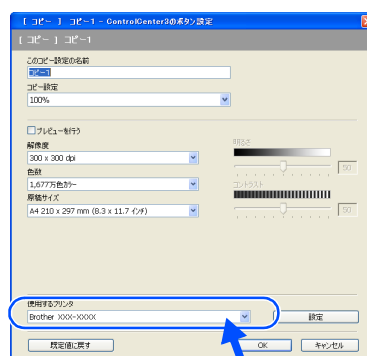 [ コピー ] コピー1 - ControlCenter3のボタン設定
[ コピー ] コピー1
このコピー設定の名前
コピー1
コピー設定
100%
プレビューを行う
解像度
300 x 300 dpi
色数
1,677万色カラー
原稿サイズ
A4 210 x 297 mm (8.3 x 11.7 インチ)
明るさ
50
コントラスト
50
使用するプリンタ
Brother XXX-XXXX
設定
既定値に戻す
OK
キャンセル